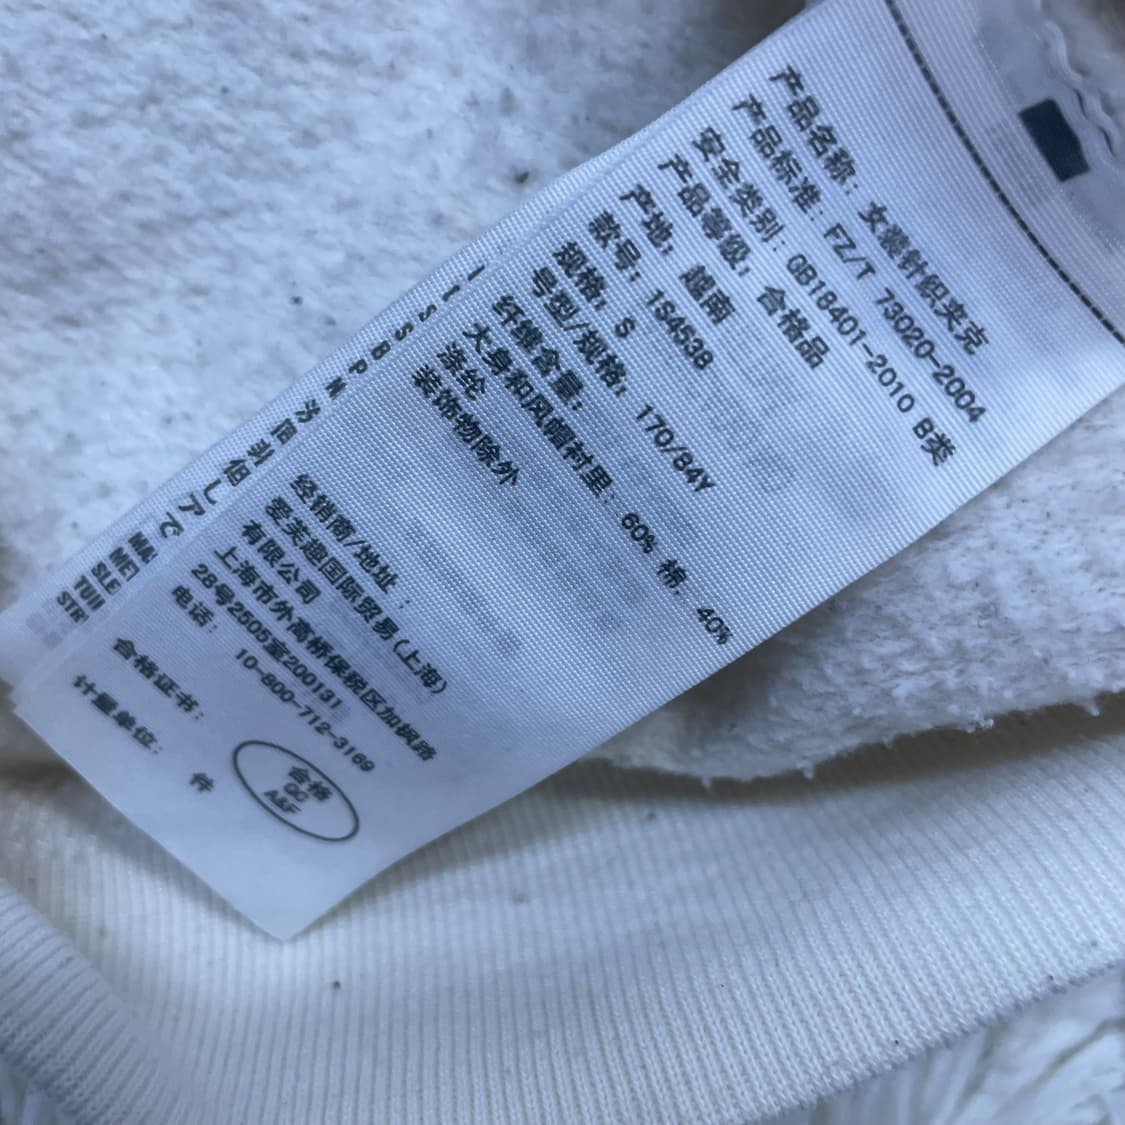 产品名称：女装针织夹克
产品标准：FZ/T 73020-2004
安全类别：GB18401-2010 B类
产品等级：合格品
产地：越南
款号：1S4538
规格：S
号型/规格：170/84Y
纤维含量：
大身和风帽衬里：60% 棉, 40%
涤纶
装饰物除外
经销商/地址：
爱芙趣国际贸易(上海)
有限公司
上海市外高桥保税区加枫路
28号2505室200131
电话：
10-800-712-3169
合格证书：
合格
QC
A&F
计量单位： 件